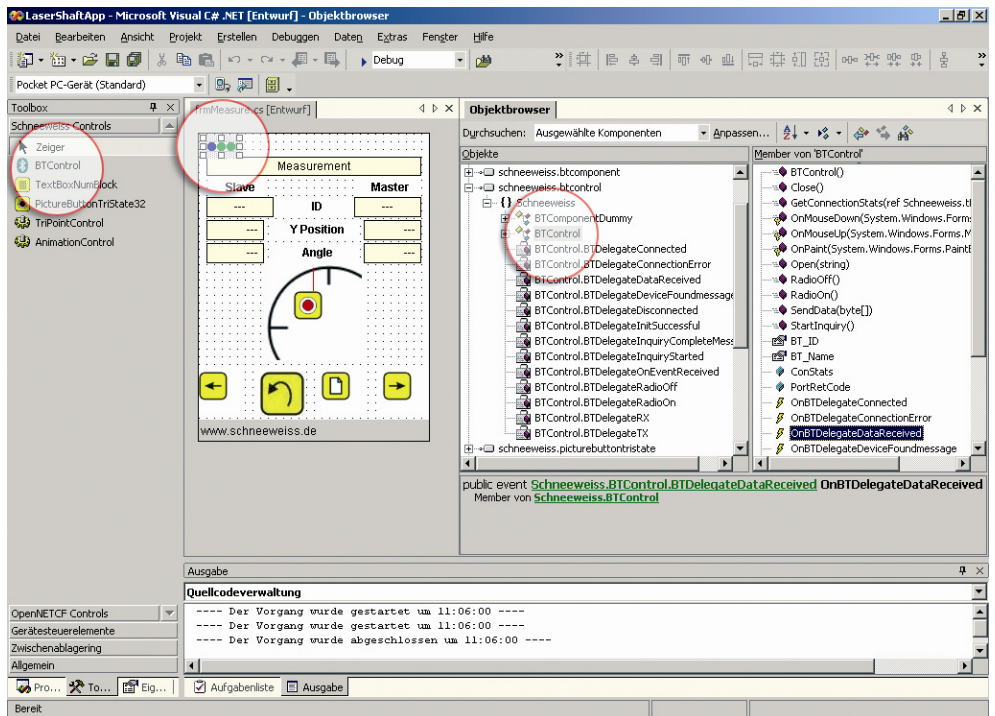 LaserShaftApp - Microsoft Visual C# .NET [Entwurf] - Objektbrowser
Datei Bearbeiten Ansicht Projekt Erstellen Debuggen Daten Extras Fenster Hilfe
Debug
Pocket PC-Gerät (Standard)
Toolbox
Schneeweiss Controls
Zeiger
BTControl
TextBoxNumBlock
PictureButtonTriState32
TriPointControl
AnimationControl
OpenNETCF Controls
Gerätesteuerelemente
Zwischenablagering
Allgemein
Pro... To... Eig...
frmMeasure.cs [Entwurf]
Measurement
Slave Master
--- ID ---
--- Y Position ---
--- Angle ---
www.schneeweiss.de
Objektbrowser
Durchsuchen: Ausgewählte Komponenten Anpassen...
Objekte
schneeweiss.btcomponent
schneeweiss.btcontrol
{} Schneeweiss
BTComponentDummy
BTControl
BTControl.BTDelegateConnected
BTControl.BTDelegateConnectionError
BTControl.BTDelegateDataReceived
BTControl.BTDelegateDeviceFoundmessage
BTControl.BTDelegateDisconnected
BTControl.BTDelegateInitSuccessful
BTControl.BTDelegateInquiryCompleteMess
BTControl.BTDelegateInquiryStarted
BTControl.BTDelegateOnEventReceived
BTControl.BTDelegateRadioOff
BTControl.BTDelegateRadioOn
BTControl.BTDelegateRX
BTControl.BTDelegateTX
schneeweiss.picturebuttontristate
Member von 'BTControl'
BTControl()
Close()
GetConnectionStats(ref Schneeweiss.tl
OnMouseDown(System.Windows.Forms
OnMouseUp(System.Windows.Forms.M
OnPaint(System.Windows.Forms.PaintE
Open(string)
RadioOff()
RadioOn()
SendData(byte[])
StartInquiry()
BT_ID
BT_Name
ConStats
PortRetCode
OnBTDelegateConnected
OnBTDelegateConnectionError
OnBTDelegateDataReceived
OnBTDelegateDeviceFoundmessage
public event Schneeweiss.BTControl.BTDelegateDataReceived OnBTDelegateDataReceived
Member von Schneeweiss.BTControl
Ausgabe
Quellcodeverwaltung
---- Der Vorgang wurde gestartet um 11:06:00 ----
---- Der Vorgang wurde gestartet um 11:06:00 ----
---- Der Vorgang wurde abgeschlossen um 11:06:00 ----
Aufgabenliste Ausgabe
Bereit